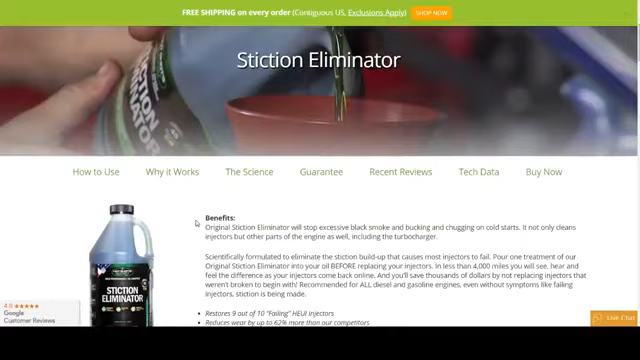 FREE SHIPPING on every order (Contiguous US, Exclusions Apply) SHOP NOW
STICTION ELIMINATOR
Stiction Eliminator
How to Use Why it Works The Science Guarantee Recent Reviews Tech Data Buy Now
Benefits:
Original Stiction Eliminator will stop excessive black smoke and bucking and chugging on cold starts. It not only cleans
injectors but other parts of the engine as well, including the turbocharger.
Scientifically formulated to eliminate the stiction build-up that causes most injectors to fail. Pour one treatment of our
Original Stiction Eliminator into your oil BEFORE replacing your injectors. In less than 4,000 miles you will see, hear and
feel the difference as your injectors come back online. And you'll save thousands of dollars by not replacing injectors that
weren't broken to begin with! Recommended for ALL diesel and gasoline engines, even without symptoms like failing
injectors, stiction is being made.
Restores 9 out of 10 "Failing" HEUI Injectors
Reduces wear by up to 62% more than our competitors
STICTION
ELIMINATOR
4.8
Google
Customer Reviews
Live Chat